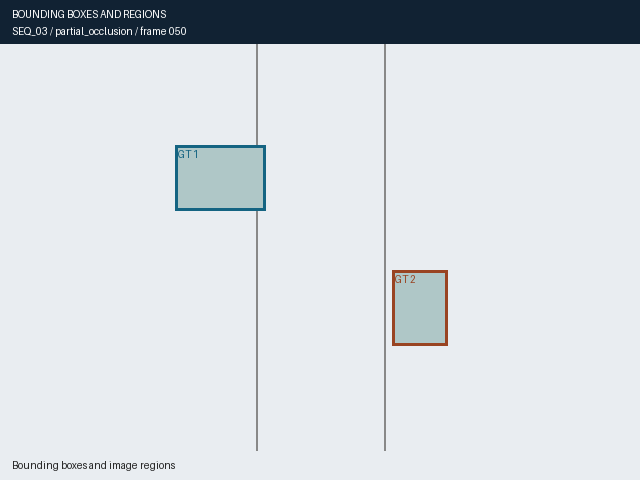 BOUNDING BOXES AND REGIONS
SEQ_03 / partial_occlusion / frame 050
GT1
GT2
Bounding boxes and image regions